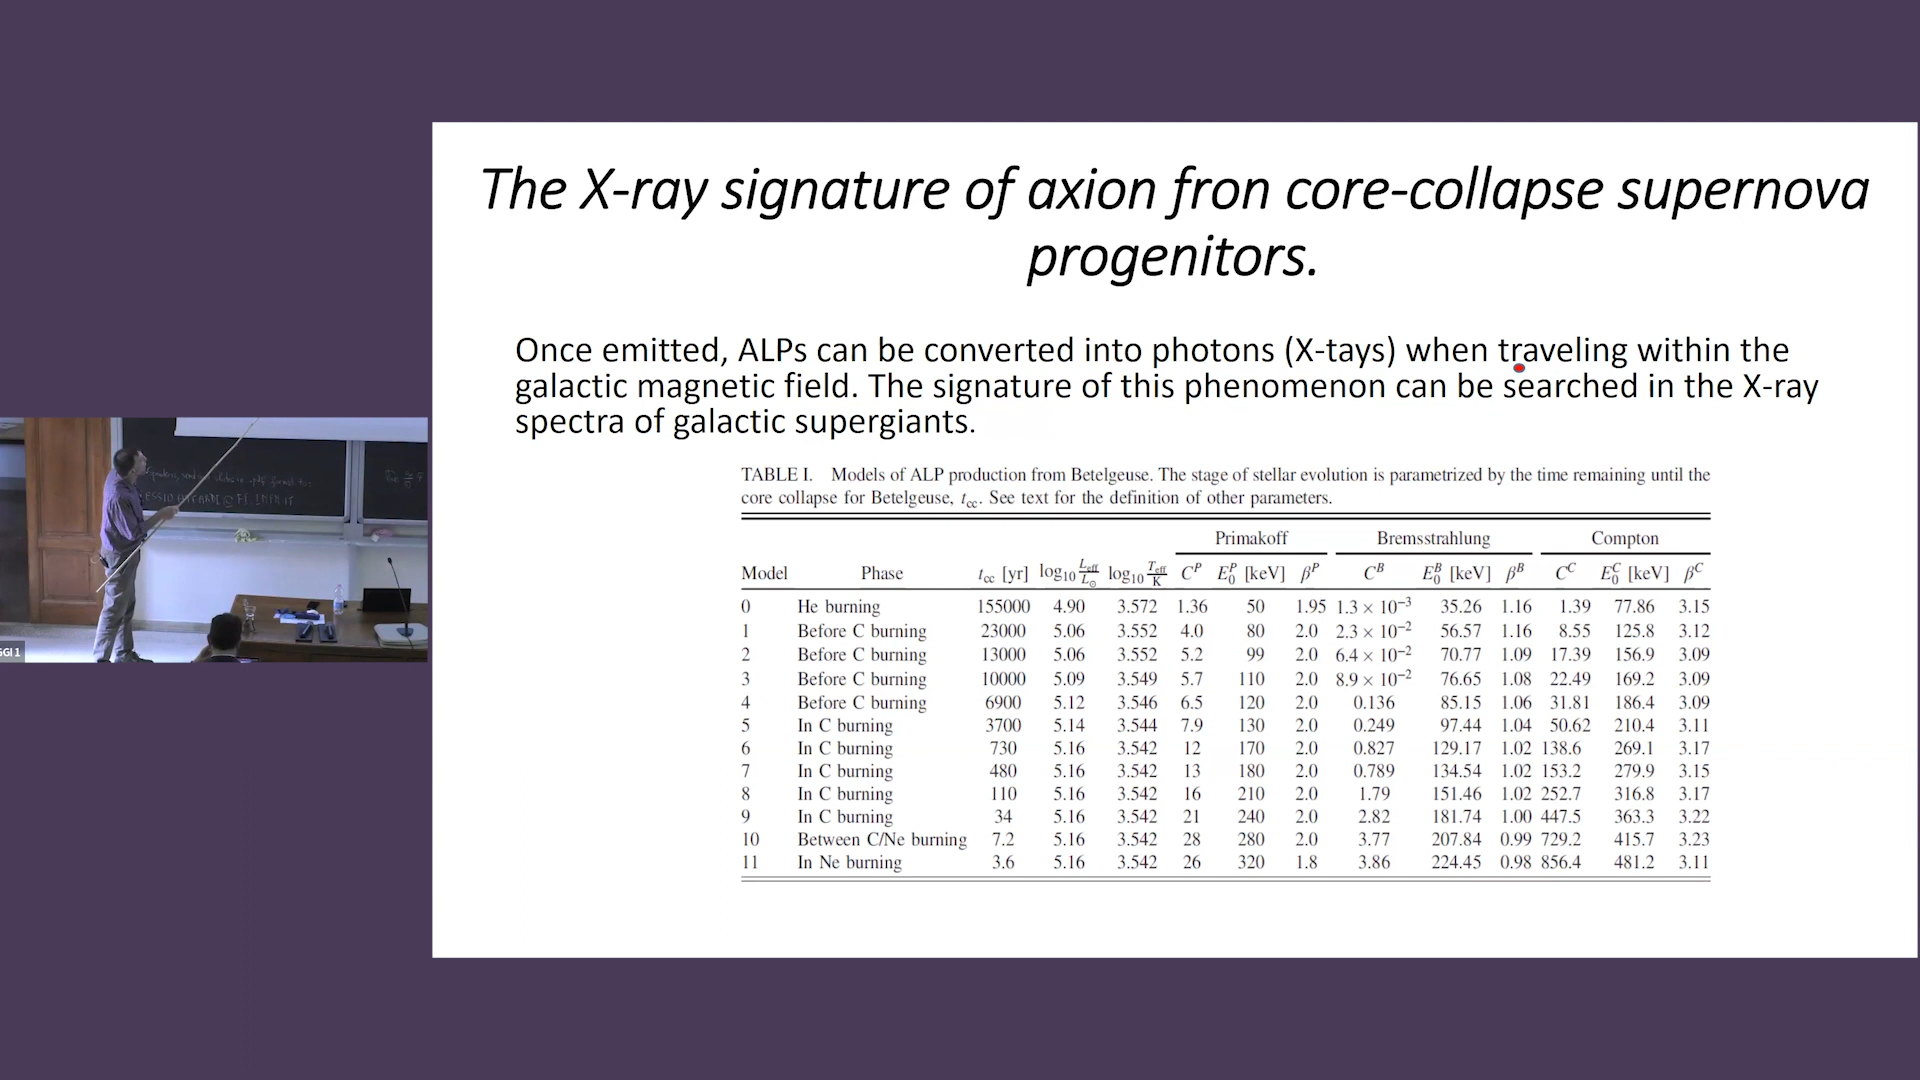 The X-ray signature of axion fron core-collapse supernova
progenitors.
Once emitted, ALPs can be converted into photons (X-tays) when traveling within the
galactic magnetic field. The signature of this phenomenon can be searched in the X-ray
spectra of galactic supergiants.
TABLE I. Models of ALP production from Betelgeuse. The stage of stellar evolution is parametrized by the time remaining until the
core collapse for Betelgeuse, t_cc. See text for the definition of other parameters.
Primakoff Bremsstrahlung Compton
Model Phase t_cc [yr] log₁₀ L_eff/L_⊙ log₁₀ T_eff/K C^P E₀^P [keV] β^P C^B E₀^B [keV] β^B C^C E₀^C [keV] β^C
0 He burning 155000 4.90 3.572 1.36 50 1.95 1.3 × 10⁻³ 35.26 1.16 1.39 77.86 3.15
1 Before C burning 23000 5.06 3.552 4.0 80 2.0 2.3 × 10⁻² 56.57 1.16 8.55 125.8 3.12
2 Before C burning 13000 5.06 3.552 5.2 99 2.0 6.4 × 10⁻² 70.77 1.09 17.39 156.9 3.09
3 Before C burning 10000 5.09 3.549 5.7 110 2.0 8.9 × 10⁻² 76.65 1.08 22.49 169.2 3.09
4 Before C burning 6900 5.12 3.546 6.5 120 2.0 0.136 85.15 1.06 31.81 186.4 3.09
5 In C burning 3700 5.14 3.544 7.9 130 2.0 0.249 97.44 1.04 50.62 210.4 3.11
6 In C burning 730 5.16 3.542 12 170 2.0 0.827 129.17 1.02 138.6 269.1 3.17
7 In C burning 480 5.16 3.542 13 180 2.0 0.789 134.54 1.02 153.2 279.9 3.15
8 In C burning 110 5.16 3.542 16 210 2.0 1.79 151.46 1.02 252.7 316.8 3.17
9 In C burning 34 5.16 3.542 21 240 2.0 2.82 181.74 1.00 447.5 363.3 3.22
10 Between C/Ne burning 7.2 5.16 3.542 28 280 2.0 3.77 207.84 0.99 729.2 415.7 3.23
11 In Ne burning 3.6 5.16 3.542 26 320 1.8 3.86 224.45 0.98 856.4 481.2 3.11
GGI 1